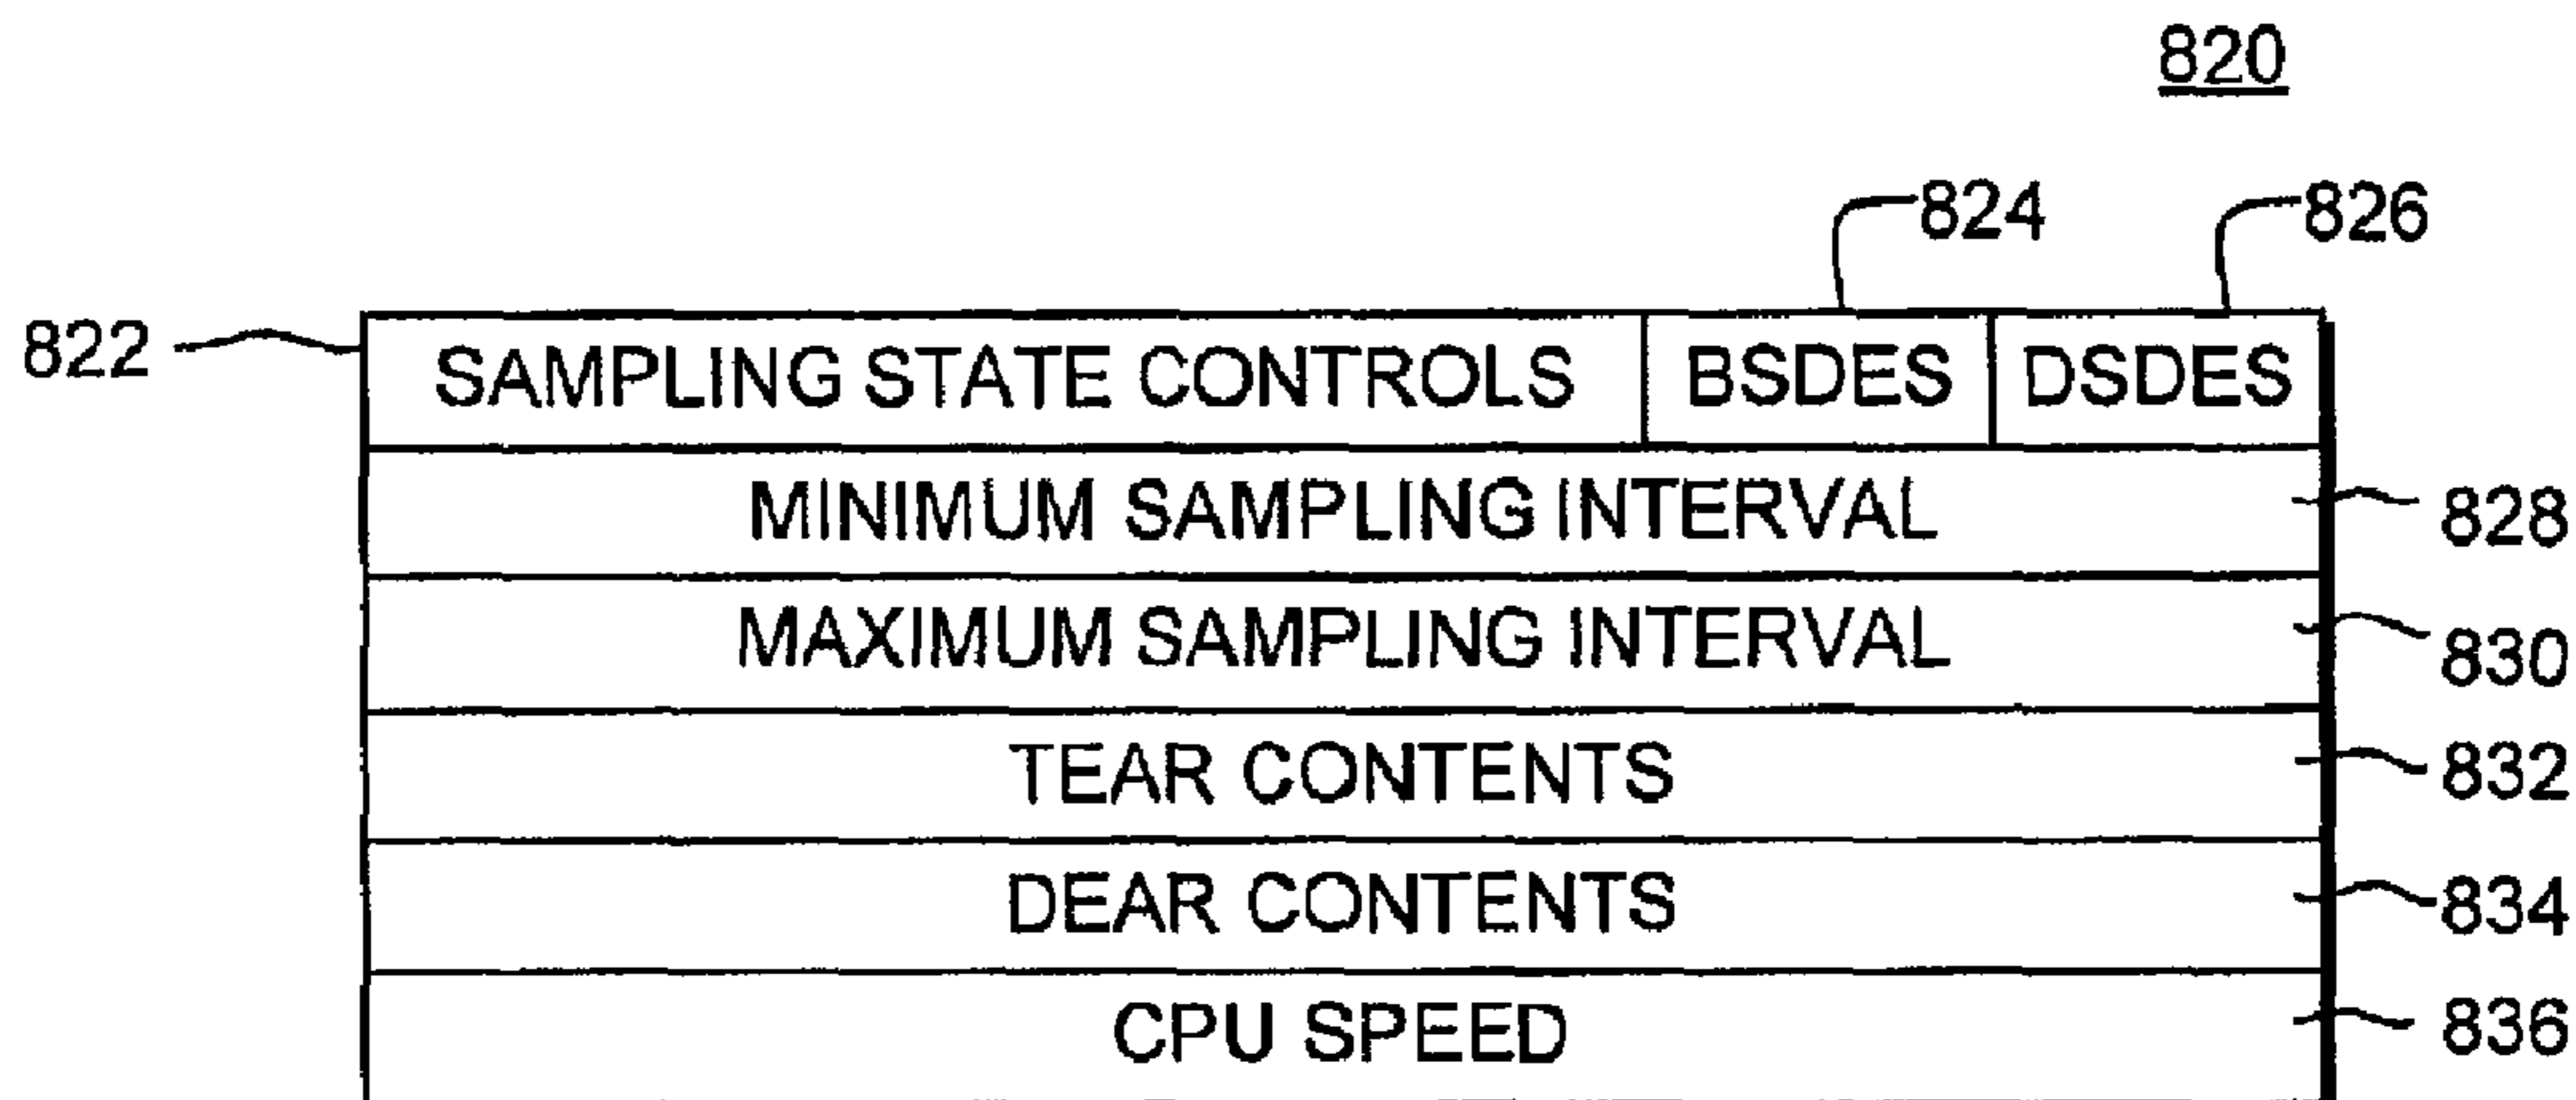 820
824 826
822 SAMPLING STATE CONTROLS BSDES DSDES
MINIMUM SAMPLING INTERVAL 828
MAXIMUM SAMPLING INTERVAL 830
TEAR CONTENTS 832
DEAR CONTENTS 834
CPU SPEED 836